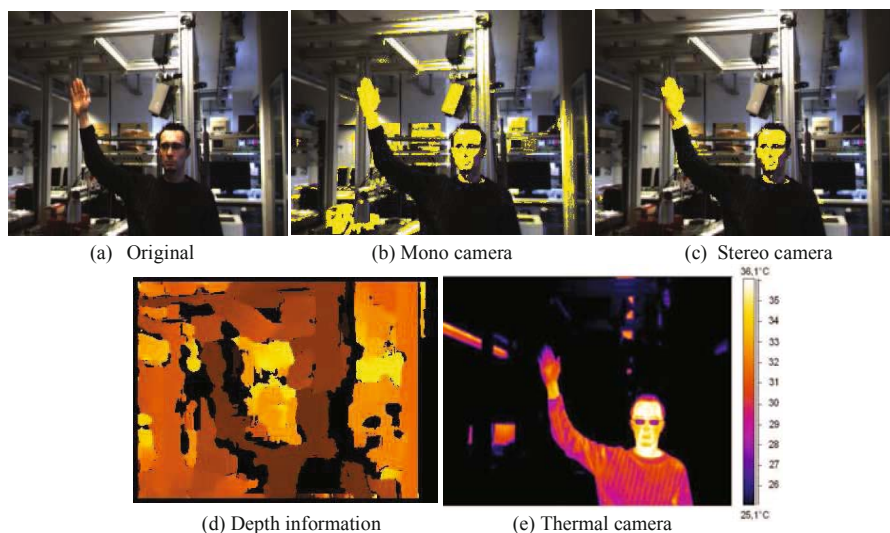 (a) Original
(b) Mono camera
(c) Stereo camera
36,1°C
35
34
33
32
31
30
29
28
27
26
25,1°C
(d) Depth information
(e) Thermal camera